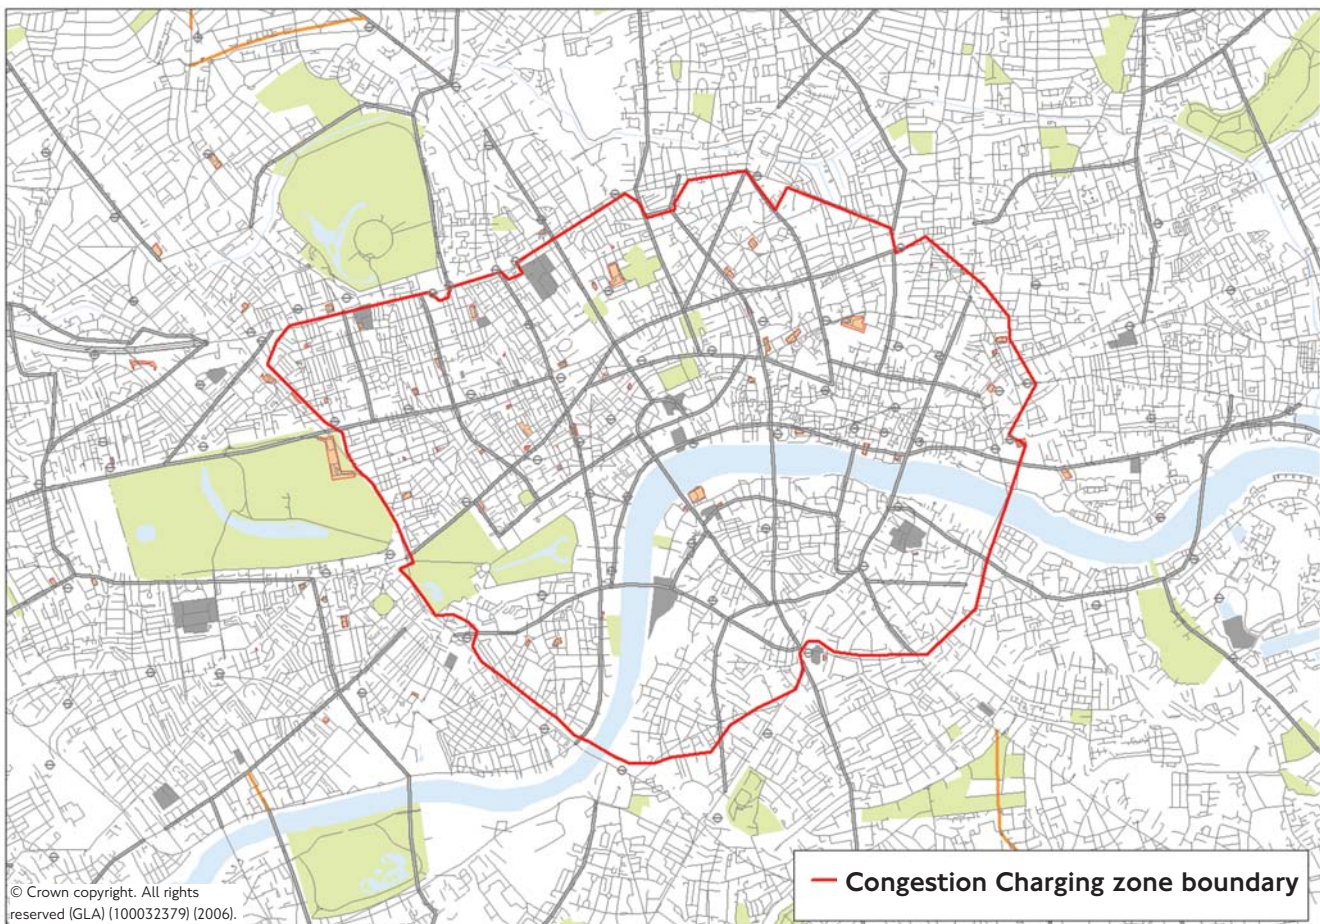 Congestion Charging zone boundary
© Crown copyright. All rights
reserved (GLA) (100032379) (2006).